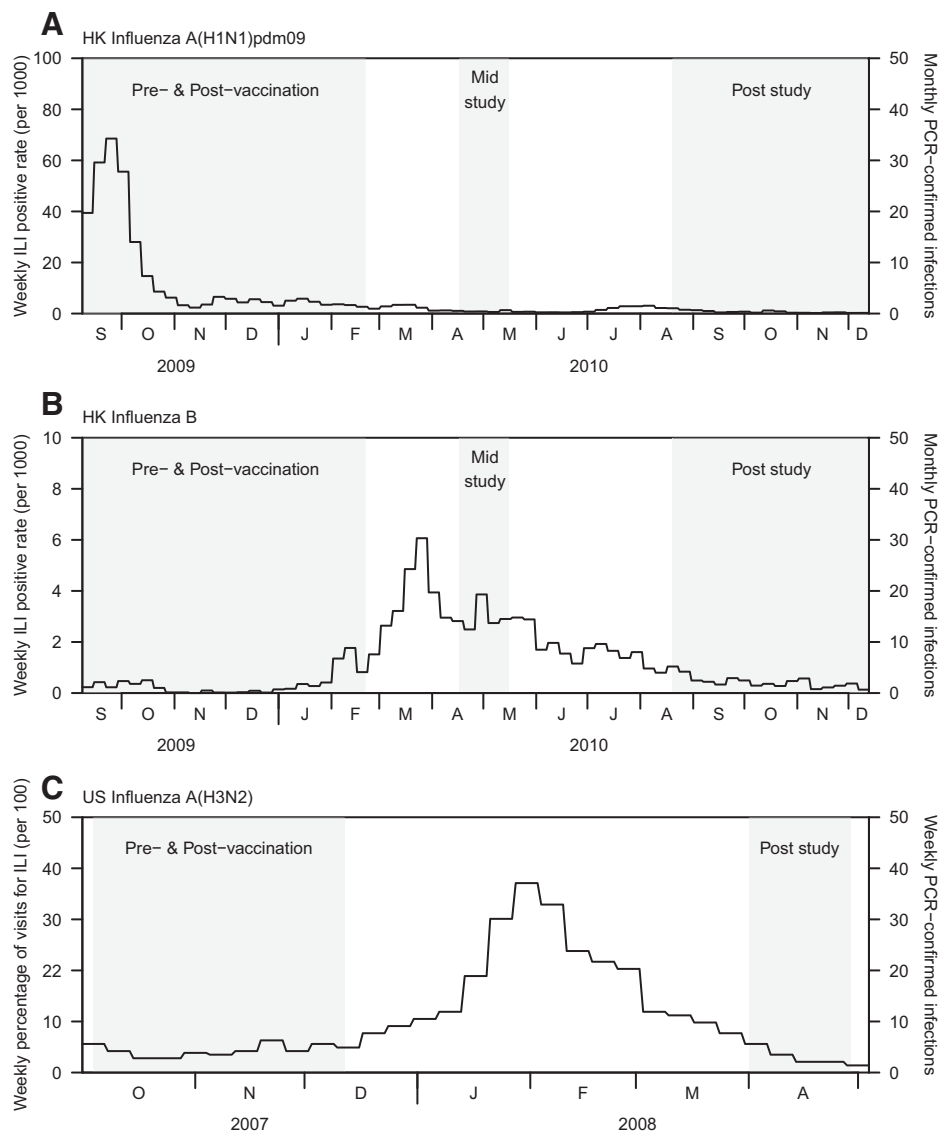 A
HK Influenza A(H1N1)pdm09
Weekly ILI positive rate (per 1000)
100
80
60
40
20
0
Pre− & Post−vaccination
Mid
study
Post study
50
40
30
20
10
0
Monthly PCR−confirmed infections
S O N D J F M A M J J A S O N D
2009 2010
B
HK Influenza B
Weekly ILI positive rate (per 1000)
10
8
6
4
2
0
Pre− & Post−vaccination
Mid
study
Post study
50
40
30
20
10
0
Monthly PCR−confirmed infections
S O N D J F M A M J J A S O N D
2009 2010
C
US Influenza A(H3N2)
Weekly percentage of visits for ILI (per 100)
50
40
30
22
10
0
Pre− & Post−vaccination
Post study
50
40
30
20
10
0
Weekly PCR−confirmed infections
O N D J F M A
2007 2008